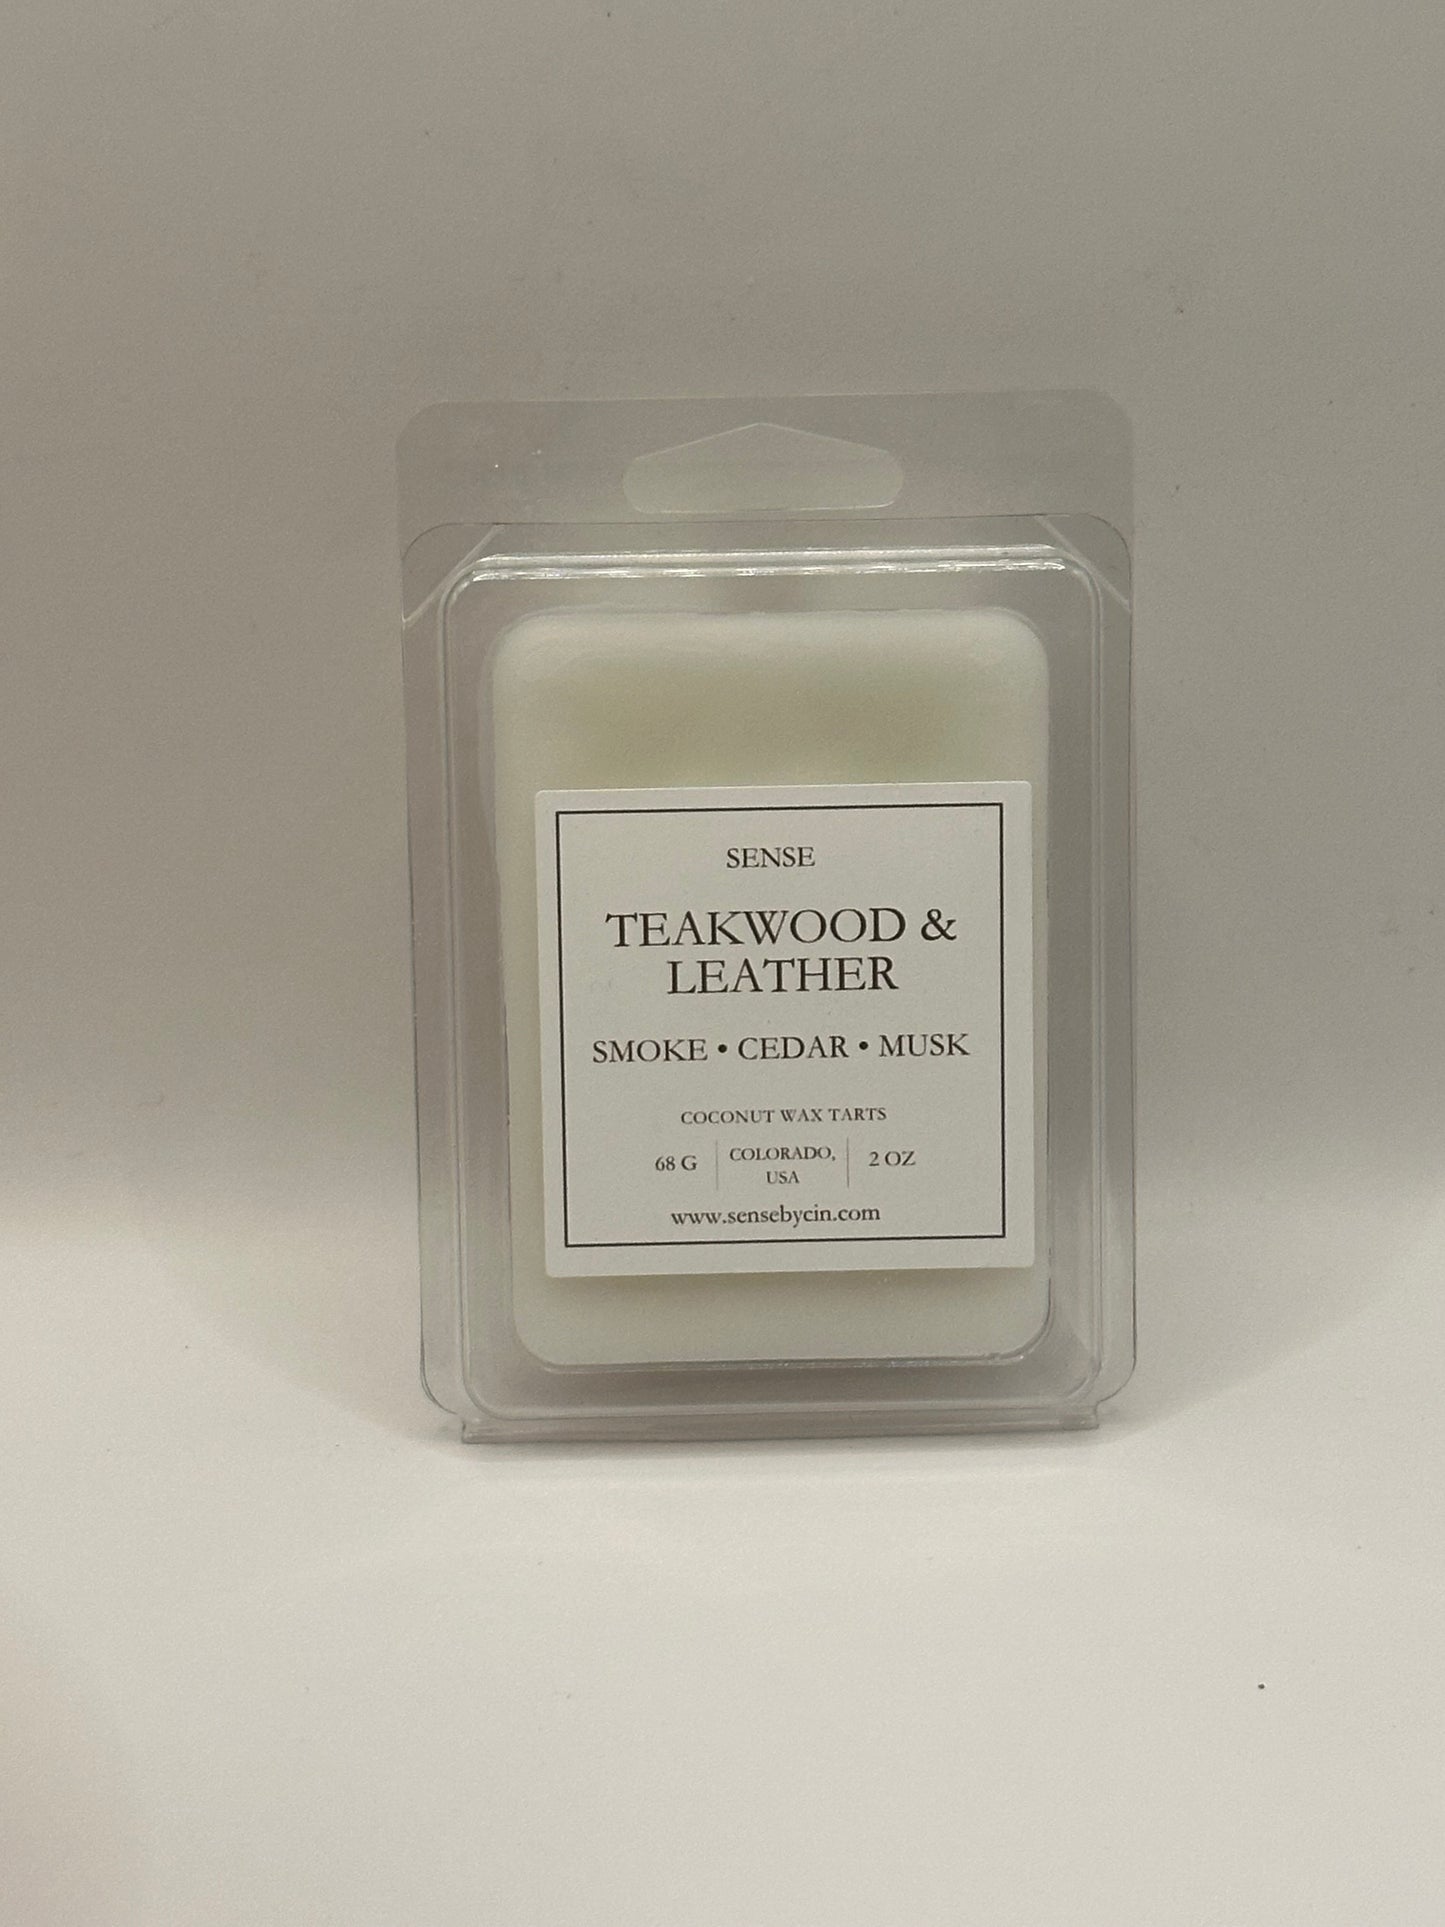 SENSE
TEAKWOOD &
LEATHER
SMOKE • CEDAR • MUSK
COCONUT WAX TARTS
68 G
COLORADO,
USA
2 OZ
www.sensebycin.com